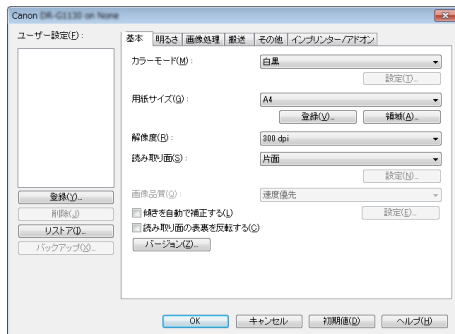 Canon DR-G1130 on None
ユーザー設定(F):
基本 明るさ 画像処理 搬送 その他 インプリンター/アドオン
カラーモード(M): 白黒
設定(T)...
用紙サイズ(G): A4
登録(V)... 領域(A)...
解像度(R): 300 dpi
読み取り面(S): 片面
設定(N)...
画像品質(Q): 速度優先
傾きを自動で補正する(L) 設定(E)...
読み取り面の表裏を反転する(C)
バージョン(Z)...
登録(Y)...
削除(J)
リストア(I)...
バックアップ(X)...
OK キャンセル 初期値(D) ヘルプ(H)